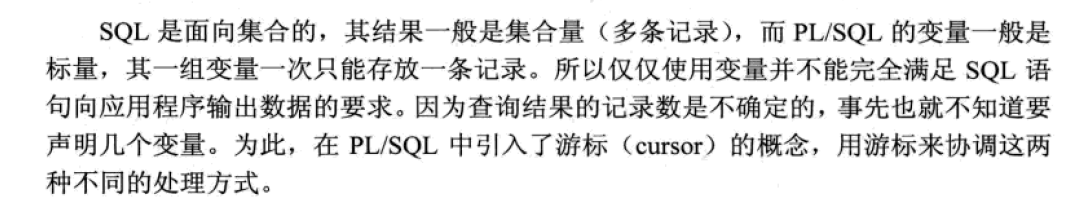 SQL 是面向集合的，其结果一般是集合量（多条记录），而 PL/SQL 的变量一般是
标量，其一组变量一次只能存放一条记录。所以仅仅使用变量并不能完全满足 SQL 语
句向应用程序输出数据的要求。因为查询结果的记录数是不确定的，事先也就不知道要
声明几个变量。为此，在 PL/SQL 中引入了游标（cursor）的概念，用游标来协调这两
种不同的处理方式。